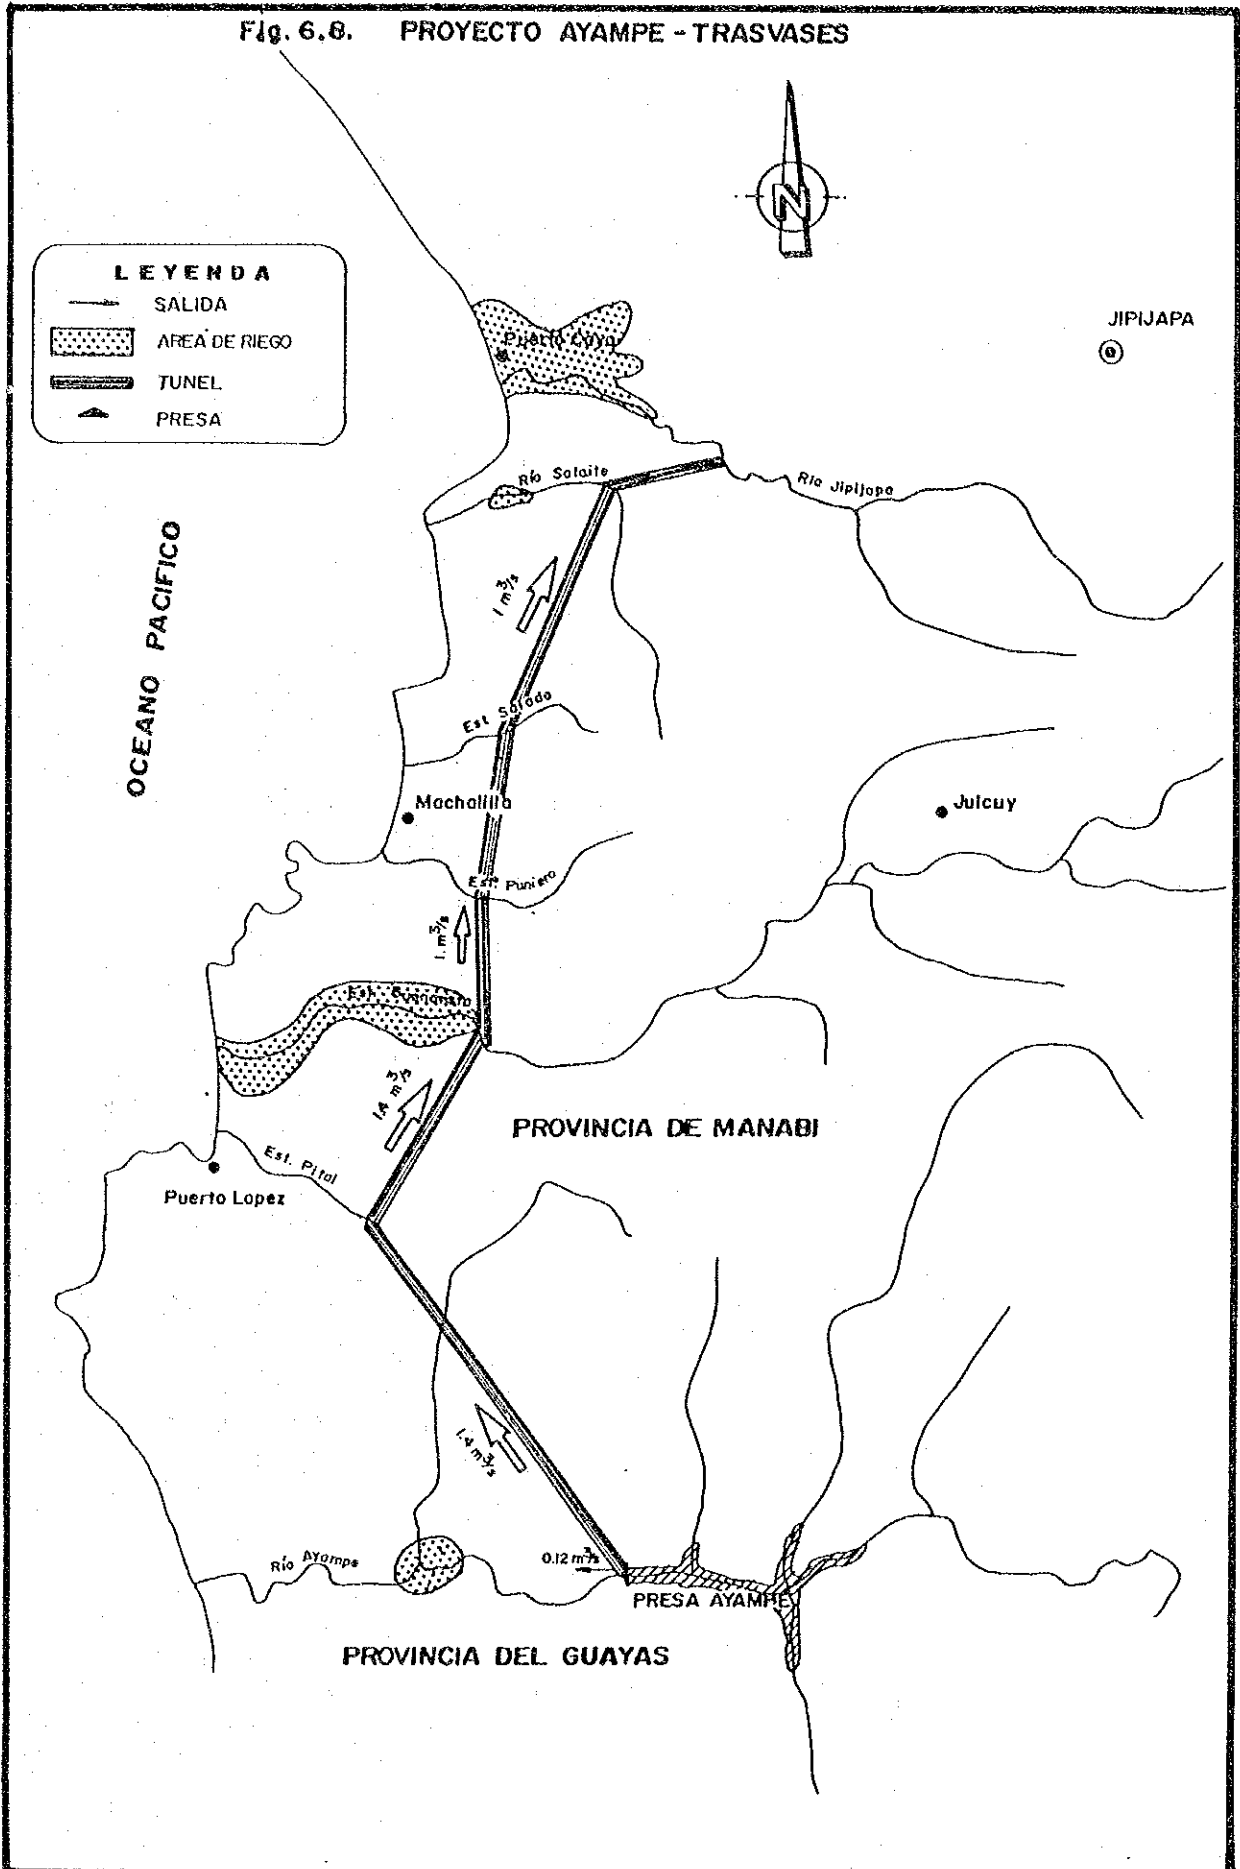 Fig. 6.8. PROYECTO AYAMPE - TRASVASES
N
LEYENDA
SALIDA
AREA DE RIEGO
TUNEL
PRESA
JIPIJAPA
Puerto Cayo
Río Salaite
Río Jipijapa
OCEANO PACIFICO
1 m³/s
Est. Salado
Machalilla
Julcuy
Est. Puniero
1. m³/s
1.4 m³/s
PROVINCIA DE MANABI
Est. Pital
Puerto Lopez
1.4 m³/s
Río Ayampe
0.12 m³/s
PRESA AYAMPE
PROVINCIA DEL GUAYAS